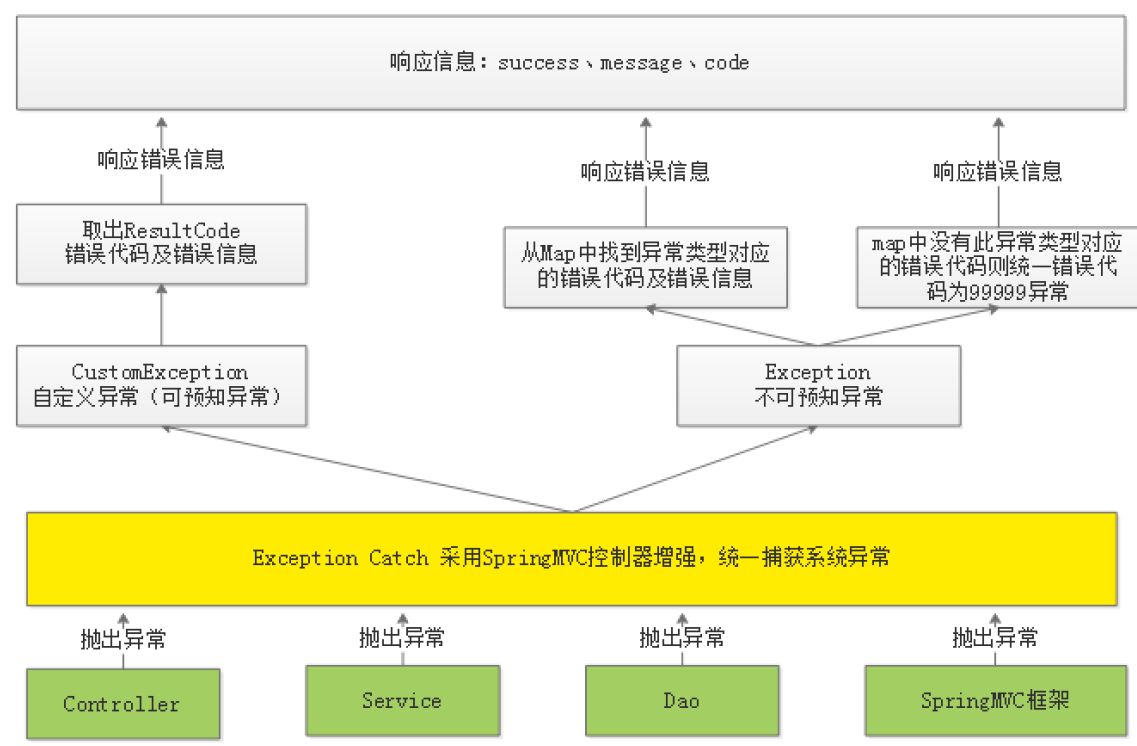 响应信息：success、message、code
响应错误信息
响应错误信息
响应错误信息
取出ResultCode
错误代码及错误信息
从Map中找到异常类型对应
的错误代码及错误信息
map中没有此异常类型对应
的错误代码则统一错误代
码为99999异常
CustomException
自定义异常（可预知异常）
Exception
不可预知异常
Exception Catch 采用SpringMVC控制器增强，统一捕获系统异常
抛出异常
抛出异常
抛出异常
抛出异常
Controller
Service
Dao
SpringMVC框架